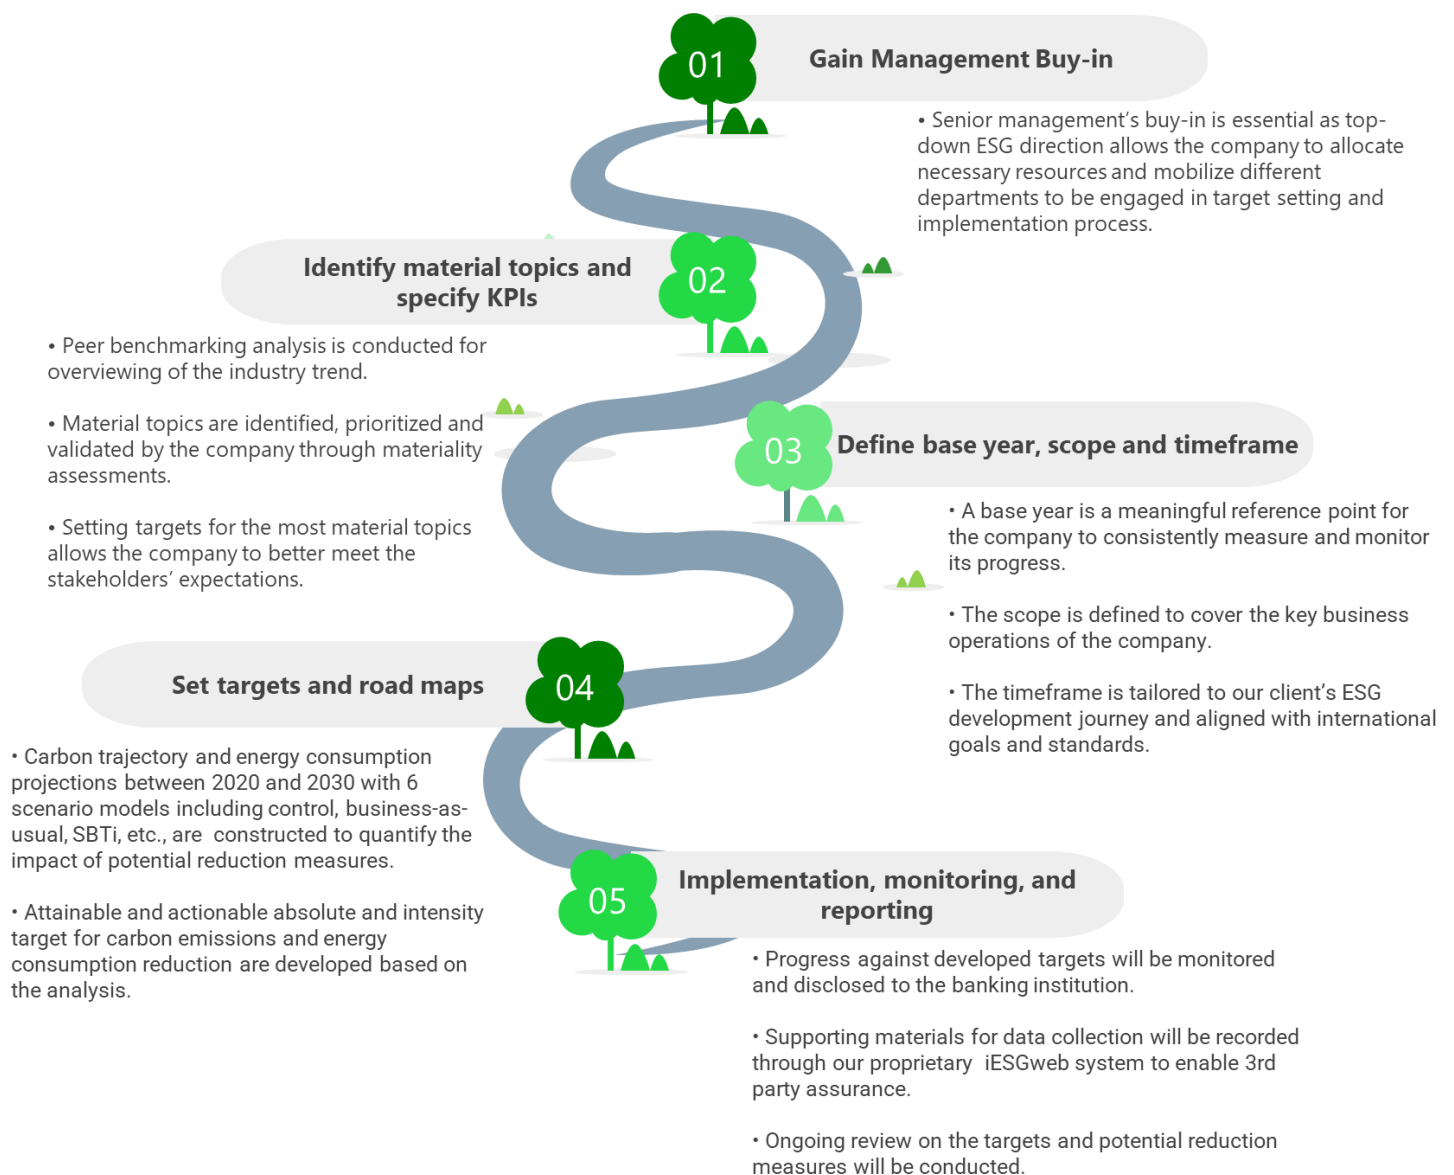 01
Gain Management Buy-in
• Senior management’s buy-in is essential as top-
down ESG direction allows the company to allocate
necessary resources and mobilize different
departments to be engaged in target setting and
implementation process.
02
Identify material topics and
specify KPIs
• Peer benchmarking analysis is conducted for
overviewing of the industry trend.
• Material topics are identified, prioritized and
validated by the company through materiality
assessments.
• Setting targets for the most material topics
allows the company to better meet the
stakeholders’ expectations.
03
Define base year, scope and timeframe
• A base year is a meaningful reference point for
the company to consistently measure and monitor
its progress.
• The scope is defined to cover the key business
operations of the company.
• The timeframe is tailored to our client’s ESG
development journey and aligned with international
goals and standards.
04
Set targets and road maps
• Carbon trajectory and energy consumption
projections between 2020 and 2030 with 6
scenario models including control, business-as-
usual, SBTi, etc., are constructed to quantify the
impact of potential reduction measures.
• Attainable and actionable absolute and intensity
target for carbon emissions and energy
consumption reduction are developed based on
the analysis.
05
Implementation, monitoring, and
reporting
• Progress against developed targets will be monitored
and disclosed to the banking institution.
• Supporting materials for data collection will be recorded
through our proprietary iESGweb system to enable 3rd
party assurance.
• Ongoing review on the targets and potential reduction
measures will be conducted.